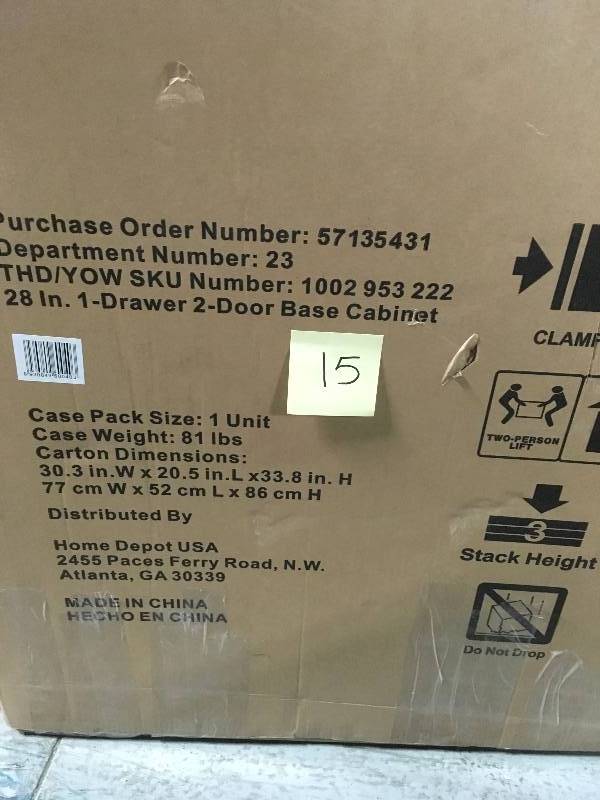 Purchase Order Number: 57135431
Department Number: 23
THD/YOW SKU Number: 1002 953 222
28 In. 1-Drawer 2-Door Base Cabinet
15
CLAMP
TWO-PERSON
LIFT
Case Pack Size: 1 Unit
Case Weight: 81 lbs
Carton Dimensions:
30.3 in.W x 20.5 in.L x33.8 in. H
77 cm W x 52 cm L x 86 cm H
Distributed By
Home Depot USA
2455 Paces Ferry Road, N.W.
Atlanta, GA 30339
MADE IN CHINA
HECHO EN CHINA
3
Stack Height
Do Not Drop